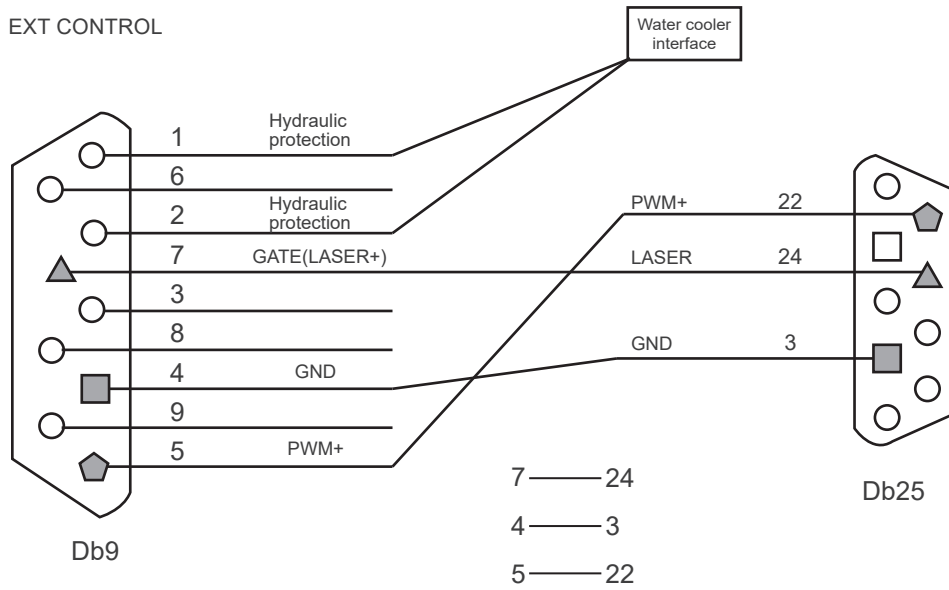 EXT CONTROL
Water cooler
interface
1
Hydraulic
protection
6
2
Hydraulic
protection
7
GATE(LASER+)
3
8
4
GND
9
5
PWM+
PWM+
22
LASER
24
GND
3
7 24
4 3
5 22
Db9
Db25